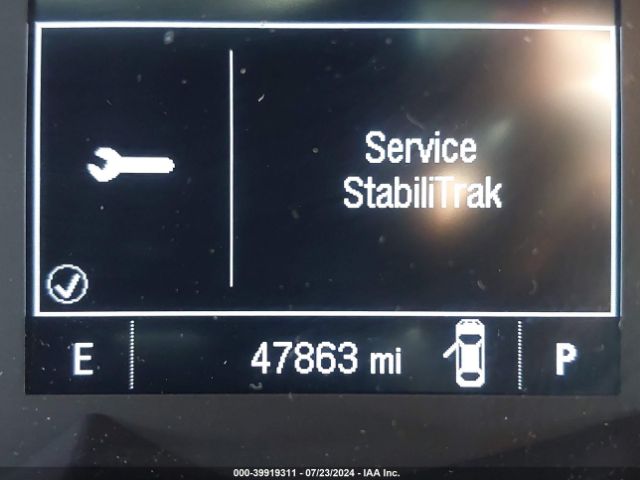 Service
StabiliTrak
E 47863 mi P
000-39919311 - 07/23/2024 - IAA Inc.